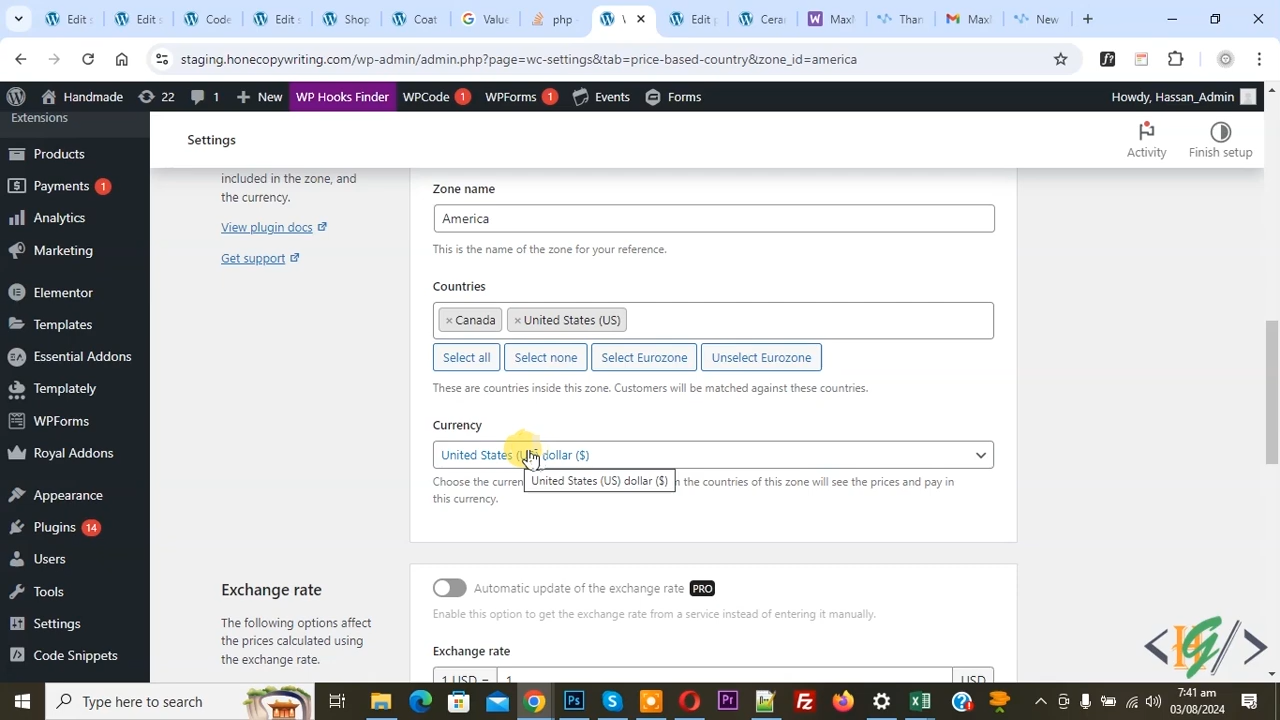 Edit s
Edit s
Code
Edit s
Shop
Coat
Value
php
Edit p
Cerar
Maxl
Than
Maxl
New
staging.honecopywriting.com/wp-admin/admin.php?page=wc-settings&tab=price-based-country&zone_id=america
Handmade
22
1
New
WP Hooks Finder
WPCode 1
WPForms 1
Events
Forms
Howdy, Hassan_Admin
Extensions
Products
Payments 1
Analytics
Marketing
Elementor
Templates
Essential Addons
Templately
WPForms
Royal Addons
Appearance
Plugins 14
Users
Tools
Settings
Code Snippets
Settings
Activity
Finish setup
included in the zone, and
the currency.
View plugin docs
Get support
Zone name
America
This is the name of the zone for your reference.
Countries
× Canada
× United States (US)
Select all
Select none
Select Eurozone
Unselect Eurozone
These are countries inside this zone. Customers will be matched against these countries.
Currency
United States (US) dollar ($)
United States (US) dollar ($)
Choose the curren
the countries of this zone will see the prices and pay in
this currency.
Exchange rate
The following options affect
the prices calculated using
the exchange rate.
Automatic update of the exchange rate PRO
Enable this option to get the exchange rate from a service instead of entering it manually.
Exchange rate
1 USD =
1
USD
Type here to search
7:41 am
03/08/2024